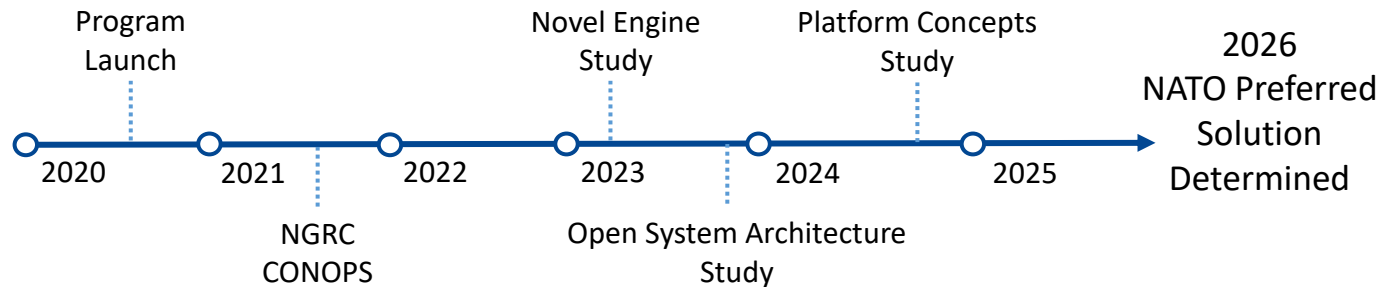 Program
Launch
Novel Engine
Study
Platform Concepts
Study
2026
NATO Preferred
Solution
Determined
2020
2021
2022
2023
2024
2025
NGRC
CONOPS
Open System Architecture
Study